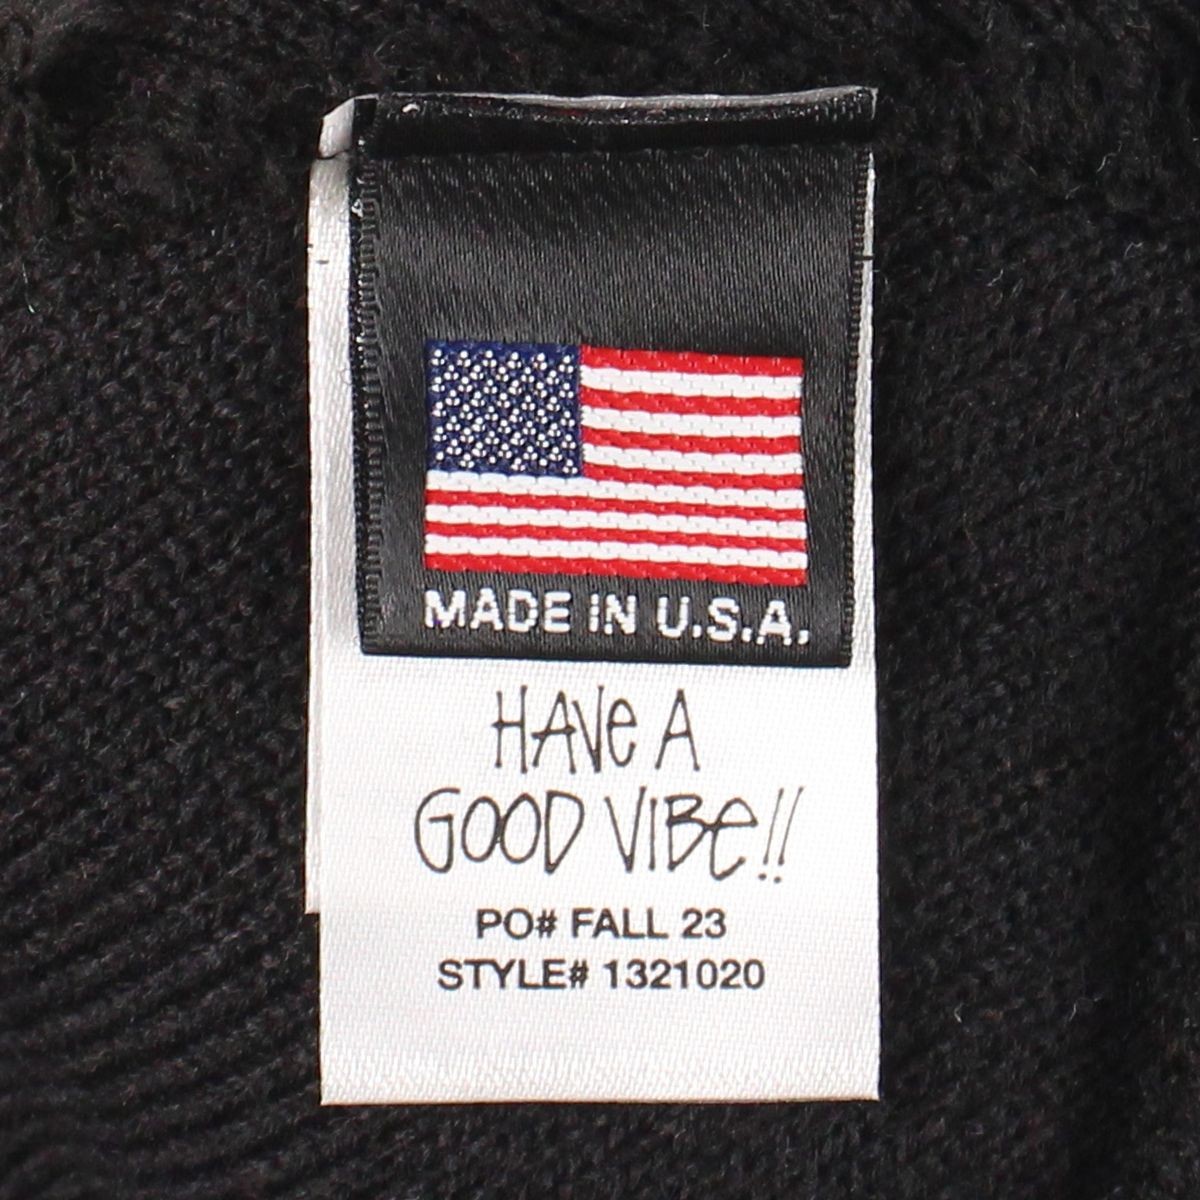 MADE IN U.S.A.
HAVe A
GOOD VIBe!!
PO# FALL 23
STYLE# 1321020